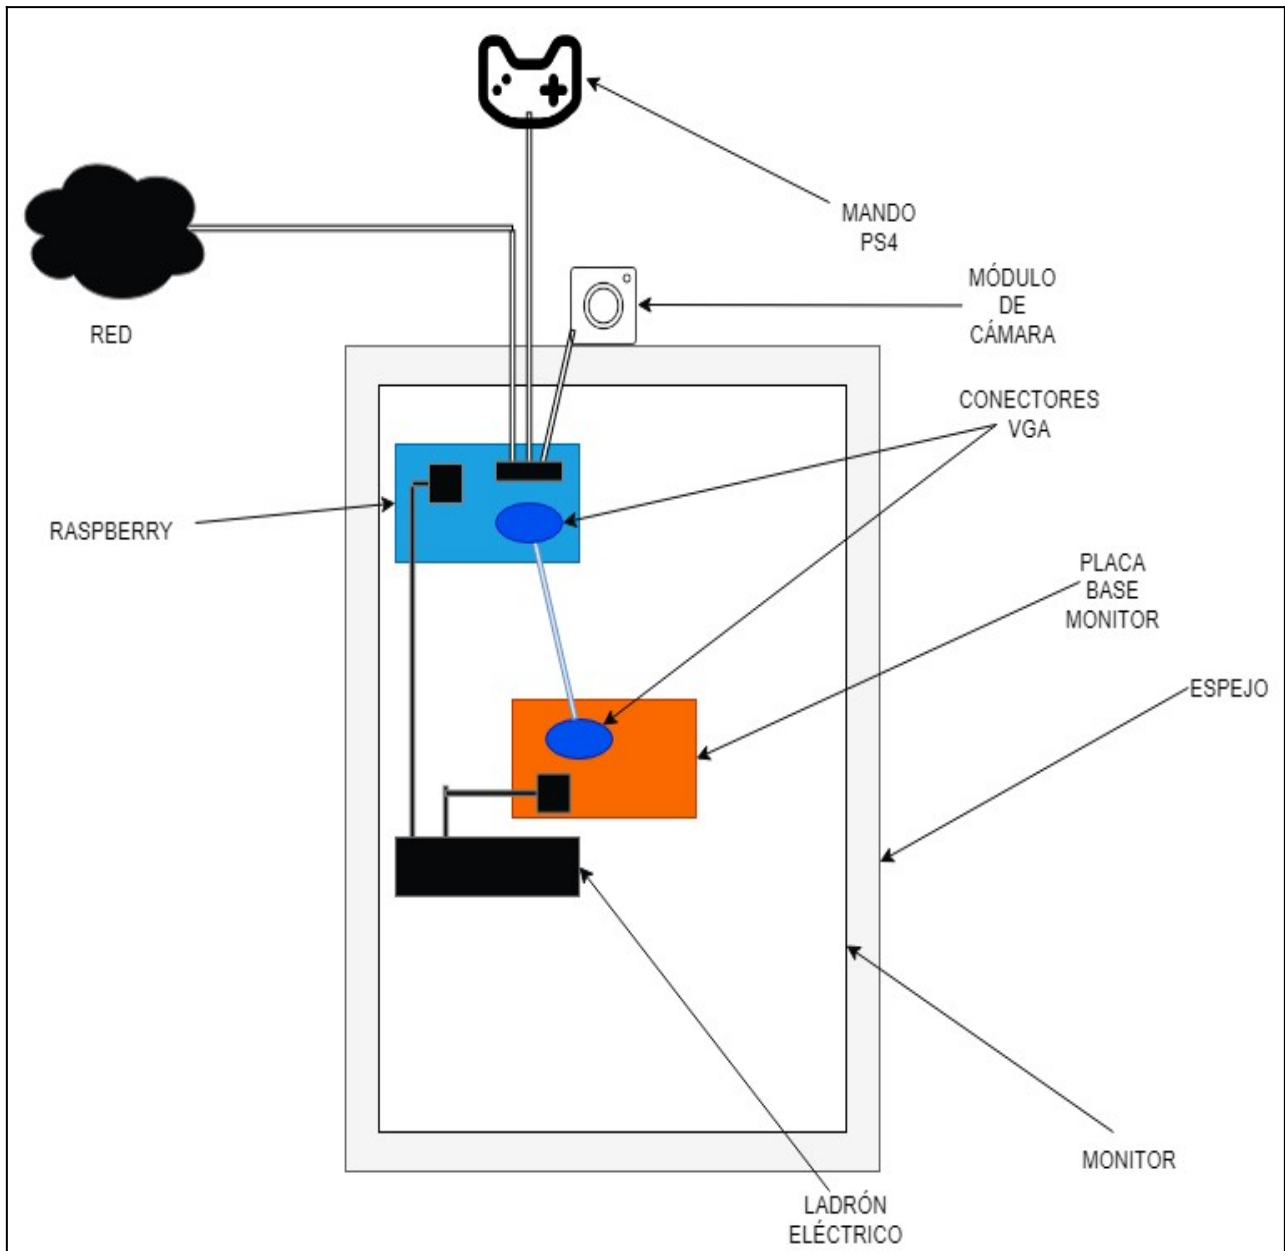 MANDO
PS4
MÓDULO
DE
CÁMARA
RED
CONECTORES
VGA
RASPBERRY
PLACA
BASE
MONITOR
ESPEJO
MONITOR
LADRÓN
ELÉCTRICO